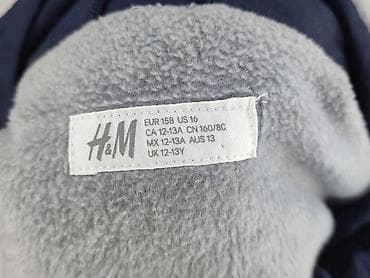 H&M
EUR 158 US 16
CA 12-13A CN 160/80
MX 12-13A AUS 13
UK 12-13Y